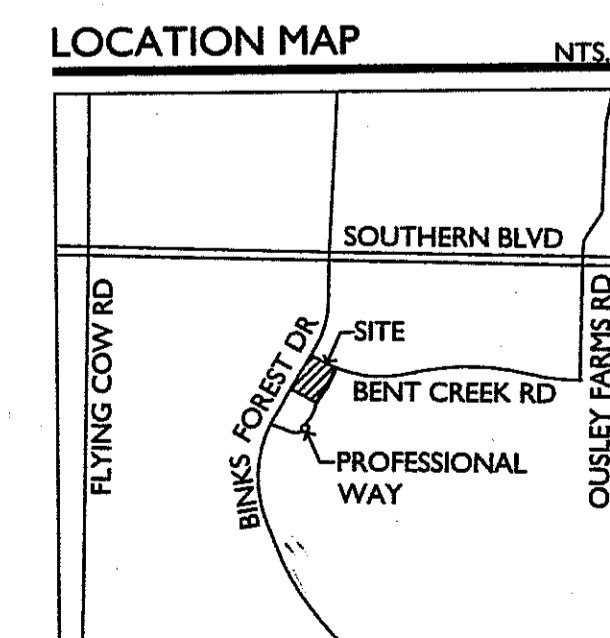 LOCATION MAP
NTS.
SOUTHERN BLVD
FLYING COW RD
BINKS FOREST DR
SITE
BENT CREEK RD
OUSLEY FARMS RD
PROFESSIONAL
WAY